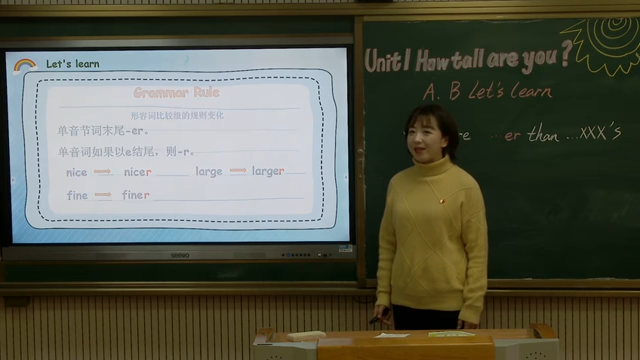 Let's learn
Grammar Rule
形容词比较级的规则变化
单音节词末尾-er。
单音词如果以e结尾，则-r。
nice nicer large larger
fine finer
Unit 1 How tall are you?
A. B Let's learn
er than ...xxx's